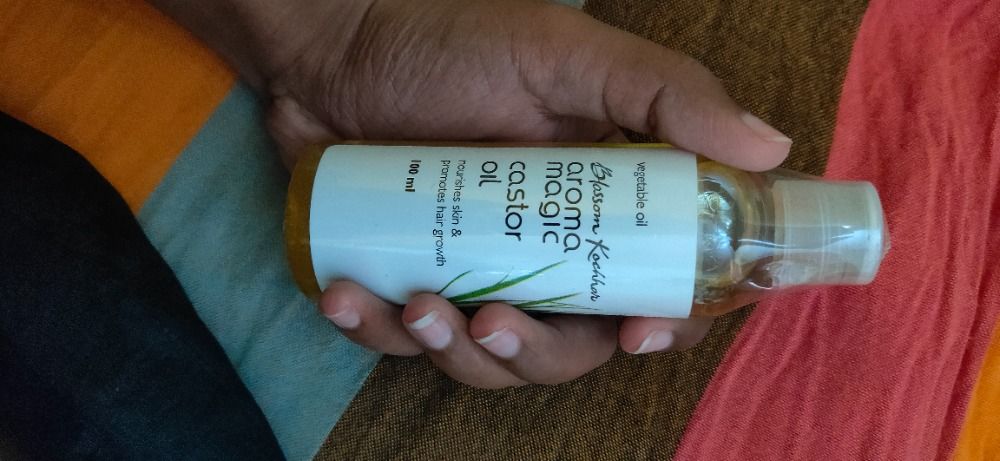 vegetable oil
Blossom Kochhar
aroma
magic
castor
oil
nourishes skin &
promotes hair growth
100 ml